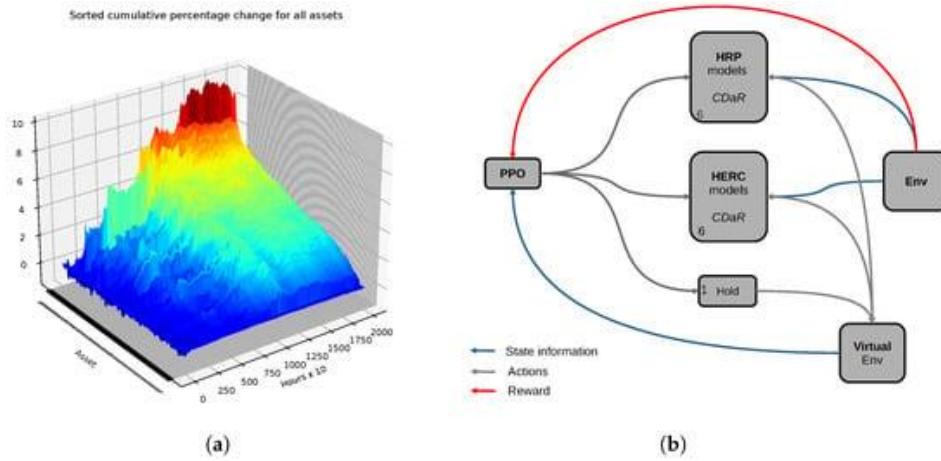 Sorted cumulative percentage change for all assets
10
8
6
4
2
0
Asset
0
250
500
750
1000
1250
1500
1750
2000
Hours x 10
(a)
HRP
models
CDaR
6
PPO
HERC
models
CDaR
6
Env
1 Hold
Virtual
Env
State information
Actions
Reward
(b)